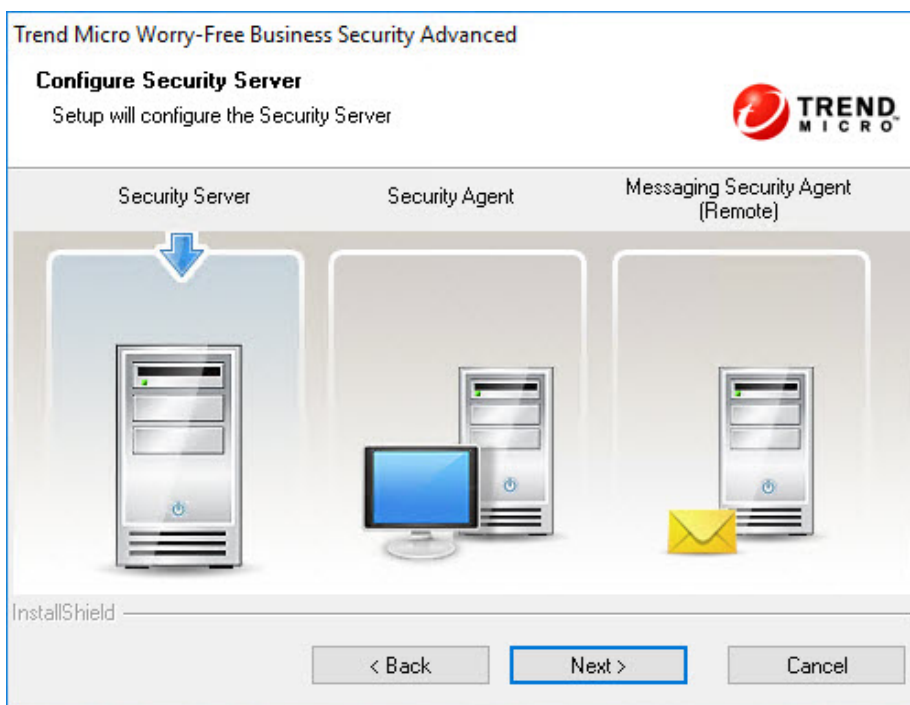 Trend Micro Worry-Free Business Security Advanced
Configure Security Server
Setup will configure the Security Server
TREND
MICRO™
Security Server
Security Agent
Messaging Security Agent
(Remote)
InstallShield
< Back
Next >
Cancel